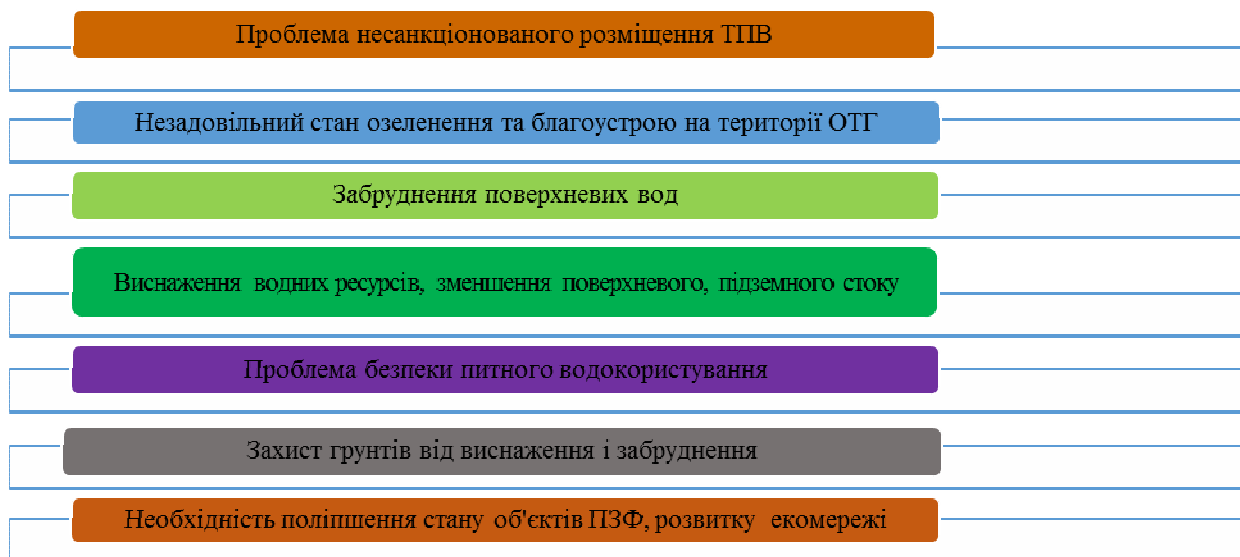 Проблема несанкціонованого розміщення ТПВ
Незадовільний стан озеленення та благоустрою на території ОТГ
Забруднення поверхневих вод
Виснаження водних ресурсів, зменшення поверхневого, підземного стоку
Проблема безпеки питного водокористування
Захист грунтів від виснаження і забруднення
Необхідність поліпшення стану об'єктів ПЗФ, розвитку екомережі